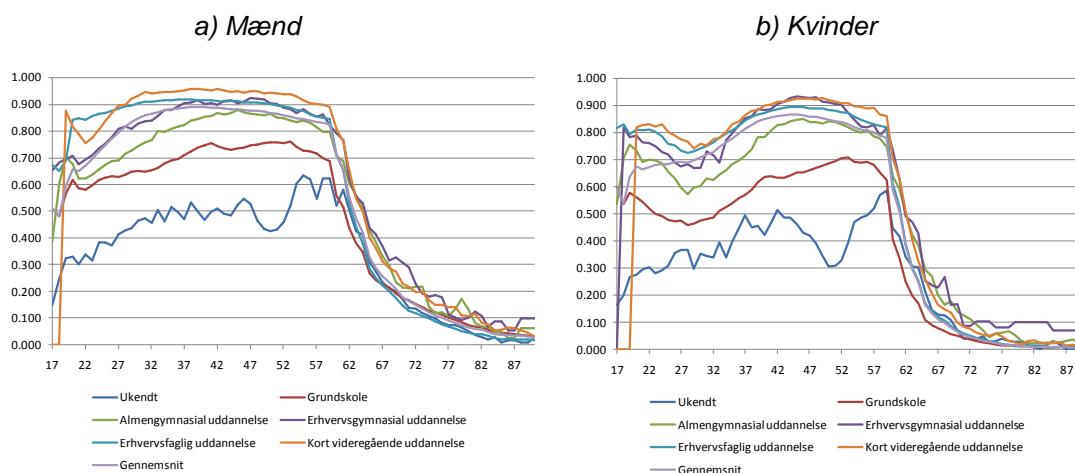 a) Mænd
1.000
0.900
0.800
0.700
0.600
0.500
0.400
0.300
0.200
0.100
0.000
17 22 27 32 37 42 47 52 57 62 67 72 77 82 87
Ukendt Grundskole
Almengymnasial uddannelse Erhvervsgymnasial uddannelse
Erhvervsfaglig uddannelse Kort videregående uddannelse
Gennemsnit
b) Kvinder
1.000
0.900
0.800
0.700
0.600
0.500
0.400
0.300
0.200
0.100
0.000
17 22 27 32 37 42 47 52 57 62 67 72 77 82 87
Ukendt Grundskole
Almengymnasial uddannelse Erhvervsgymnasial uddannelse
Erhvervsfaglig uddannelse Kort videregående uddannelse
Gennemsnit